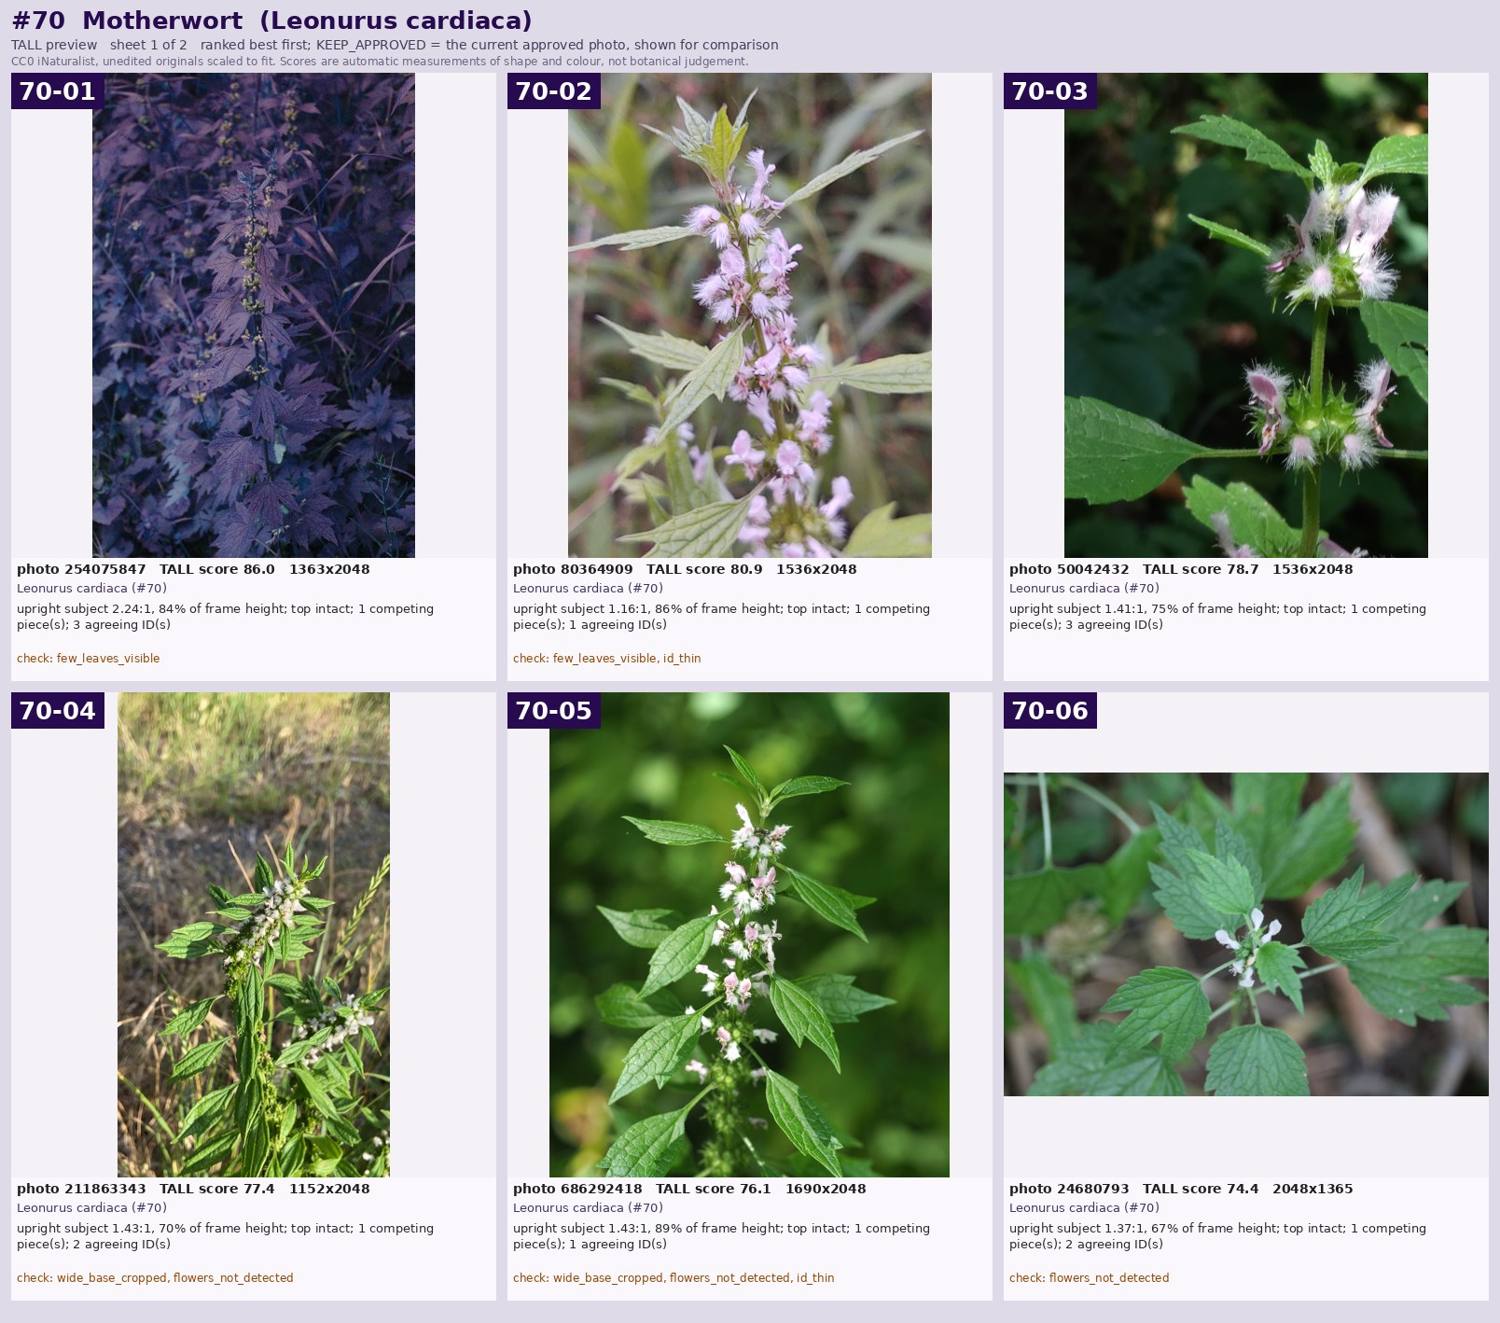 #70  Motherwort  (Leonurus cardiaca)
TALL preview   sheet 1 of 2   ranked best first; KEEP_APPROVED = the current approved photo, shown for comparison
CC0 iNaturalist, unedited originals scaled to fit. Scores are automatic measurements of shape and colour, not botanical judgement.
70-01
photo 254075847   TALL score 86.0   1363x2048
Leonurus cardiaca (#70)
upright subject 2.24:1, 84% of frame height; top intact; 1 competing
piece(s); 3 agreeing ID(s)
check: few_leaves_visible
70-02
photo 80364909   TALL score 80.9   1536x2048
Leonurus cardiaca (#70)
upright subject 1.16:1, 86% of frame height; top intact; 1 competing
piece(s); 1 agreeing ID(s)
check: few_leaves_visible, id_thin
70-03
photo 50042432   TALL score 78.7   1536x2048
Leonurus cardiaca (#70)
upright subject 1.41:1, 75% of frame height; top intact; 1 competing
piece(s); 3 agreeing ID(s)
70-04
photo 211863343   TALL score 77.4   1152x2048
Leonurus cardiaca (#70)
upright subject 1.43:1, 70% of frame height; top intact; 1 competing
piece(s); 2 agreeing ID(s)
check: wide_base_cropped, flowers_not_detected
70-05
photo 686292418   TALL score 76.1   1690x2048
Leonurus cardiaca (#70)
upright subject 1.43:1, 89% of frame height; top intact; 1 competing
piece(s); 1 agreeing ID(s)
check: wide_base_cropped, flowers_not_detected, id_thin
70-06
photo 24680793   TALL score 74.4   2048x1365
Leonurus cardiaca (#70)
upright subject 1.37:1, 67% of frame height; top intact; 1 competing
piece(s); 2 agreeing ID(s)
check: flowers_not_detected